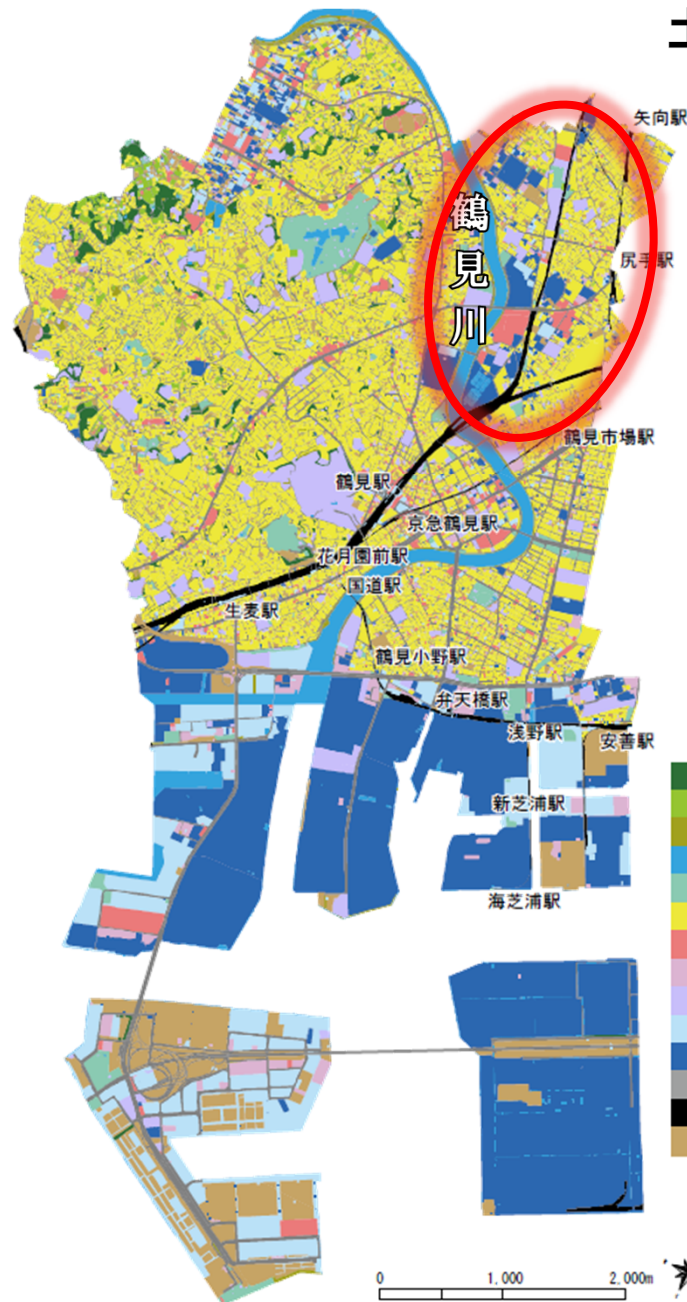 土
矢向駅
鶴見川
尻手駅
鶴見市場駅
鶴見駅
京急鶴見駅
花月園前駅
国道駅
生麦駅
鶴見小野駅
弁天橋駅
浅野駅
安善駅
新芝浦駅
海芝浦駅
0 1,000 2,000m